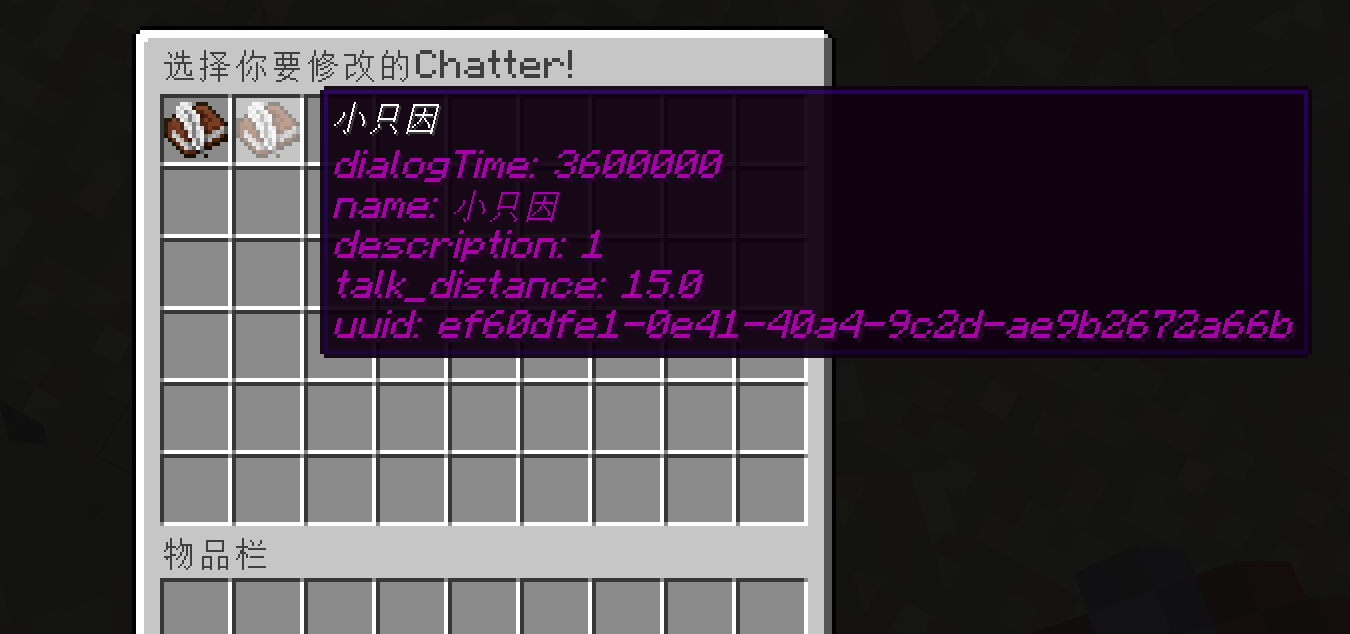 选择你要修改的Chatter!
小只因
dialogTime: 3600000
name: 小只因
description: 1
talk_distance: 15.0
uuid: ef60dfe1-0e41-40a4-9c2d-ae9b2672a66b
物品栏